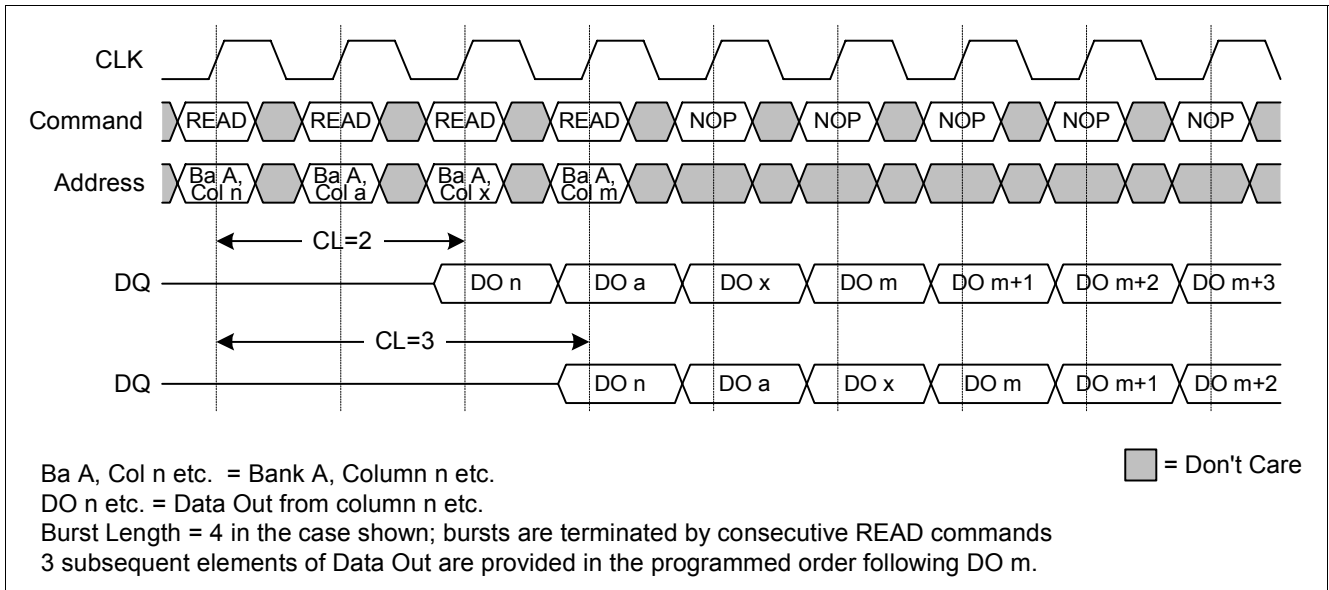 CLK
Command READ READ READ READ NOP NOP NOP NOP NOP
Address Ba A, Col n Ba A, Col a Ba A, Col x Ba A, Col m
CL=2
DQ DO n DO a DO x DO m DO m+1 DO m+2 DO m+3
CL=3
DQ DO n DO a DO x DO m DO m+1 DO m+2
Ba A, Col n etc. = Bank A, Column n etc.
= Don't Care
DO n etc. = Data Out from column n etc.
Burst Length = 4 in the case shown; bursts are terminated by consecutive READ commands
3 subsequent elements of Data Out are provided in the programmed order following DO m.